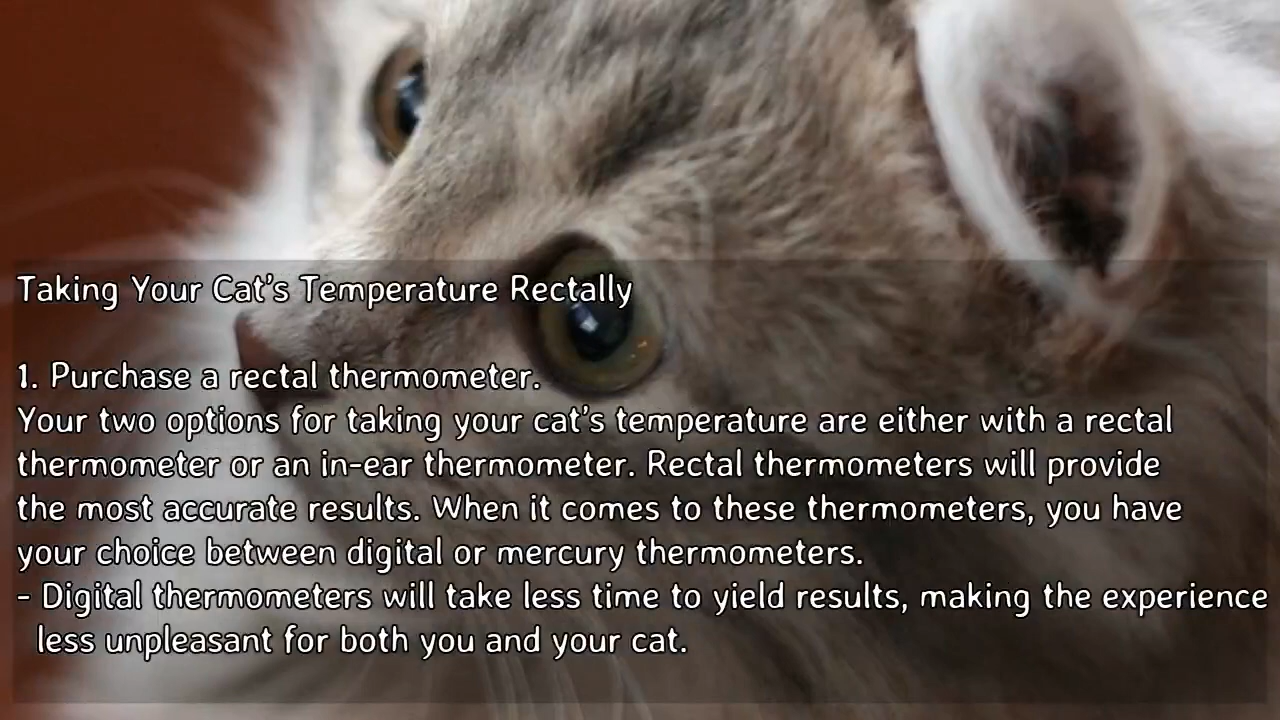 Taking Your Cat's Temperature Rectally
1. Purchase a rectal thermometer.
Your two options for taking your cat's temperature are either with a rectal
thermometer or an in-ear thermometer. Rectal thermometers will provide
the most accurate results. When it comes to these thermometers, you have
your choice between digital or mercury thermometers.
- Digital thermometers will take less time to yield results, making the experience
less unpleasant for both you and your cat.